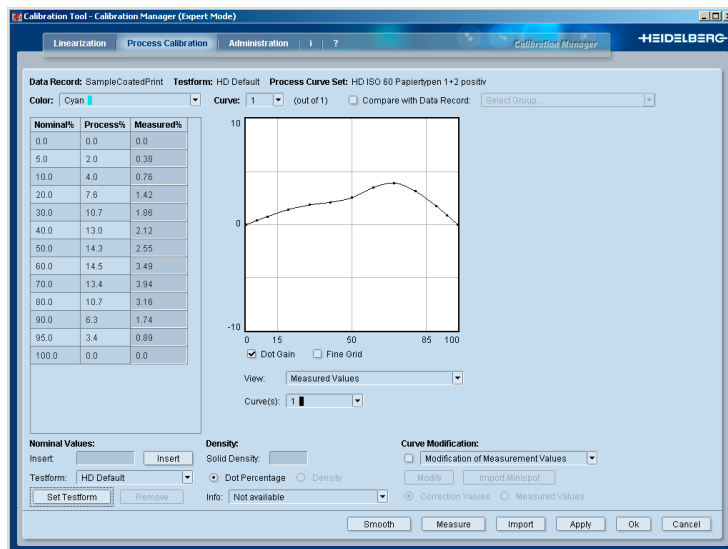 Calibration Tool - Calibration Manager (Expert Mode)
Linearization Process Calibration Administration i ? Calibration Manager HEIDELBERG
Data Record: SampleCoatedPrint Testform: HD Default Process Curve Set: HD ISO 60 Papiertypen 1+2 positiv
Color: Cyan Curve: 1 (out of 1) Compare with Data Record: Select Group...
Nominal% Process% Measured%
0.0 0.0 0.0
5.0 2.0 0.38
10.0 4.0 0.76
20.0 7.6 1.42
30.0 10.7 1.86
40.0 13.0 2.12
50.0 14.3 2.55
60.0 14.5 3.49
70.0 13.4 3.94
80.0 10.7 3.16
90.0 6.3 1.74
95.0 3.4 0.89
100.0 0.0 0.0
10
0
-10
0 15 50 85 100
Dot Gain Fine Grid
View: Measured Values
Curve(s): 1
Nominal Values: Density: Curve Modification:
Insert: Insert Solid Density: Modification of Measurement Values
Testform: HD Default Dot Percentage Density Modify Import Minispot
Set Testform Remove Info: Not available Correction Values Measured Values
Smooth Measure Import Apply Ok Cancel